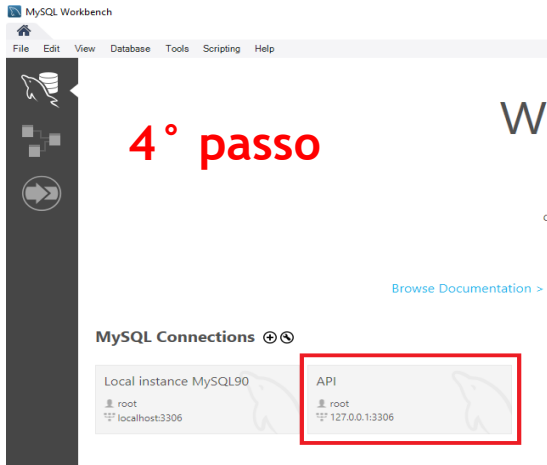 MySQL Workbench
File Edit View Database Tools Scripting Help
W
4° passo
Browse Documentation >
MySQL Connections
Local instance MySQL90
root
localhost:3306
API
root
127.0.0.1:3306